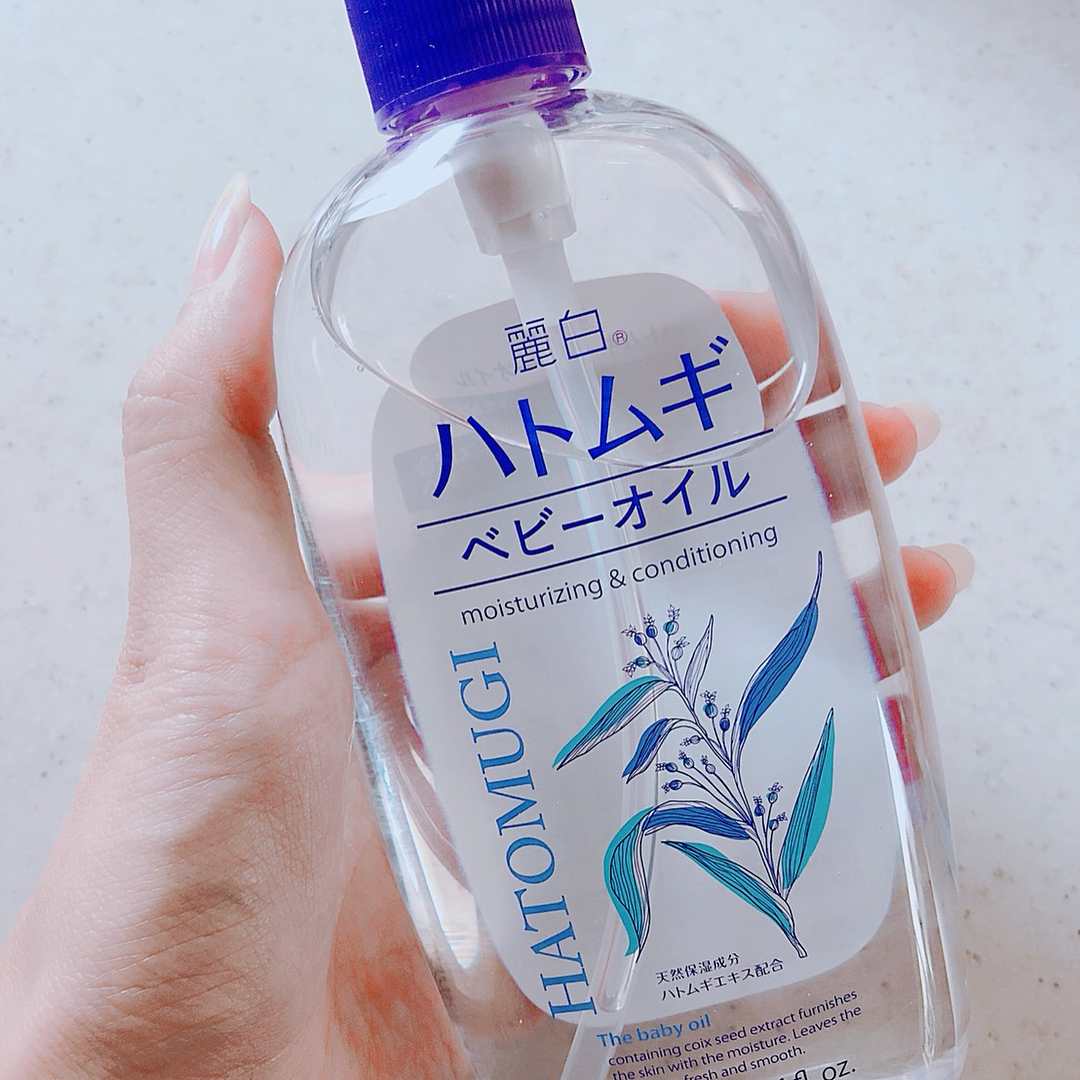 麗白®
ハトムギ
ベビーオイル
moisturizing & conditioning
HATOMUGI
天然保湿成分
ハトムギエキス配合
The baby oil
containing coix seed extract furnishes
the skin with the moisture. Leaves the
fresh and smooth.
fl. oz.